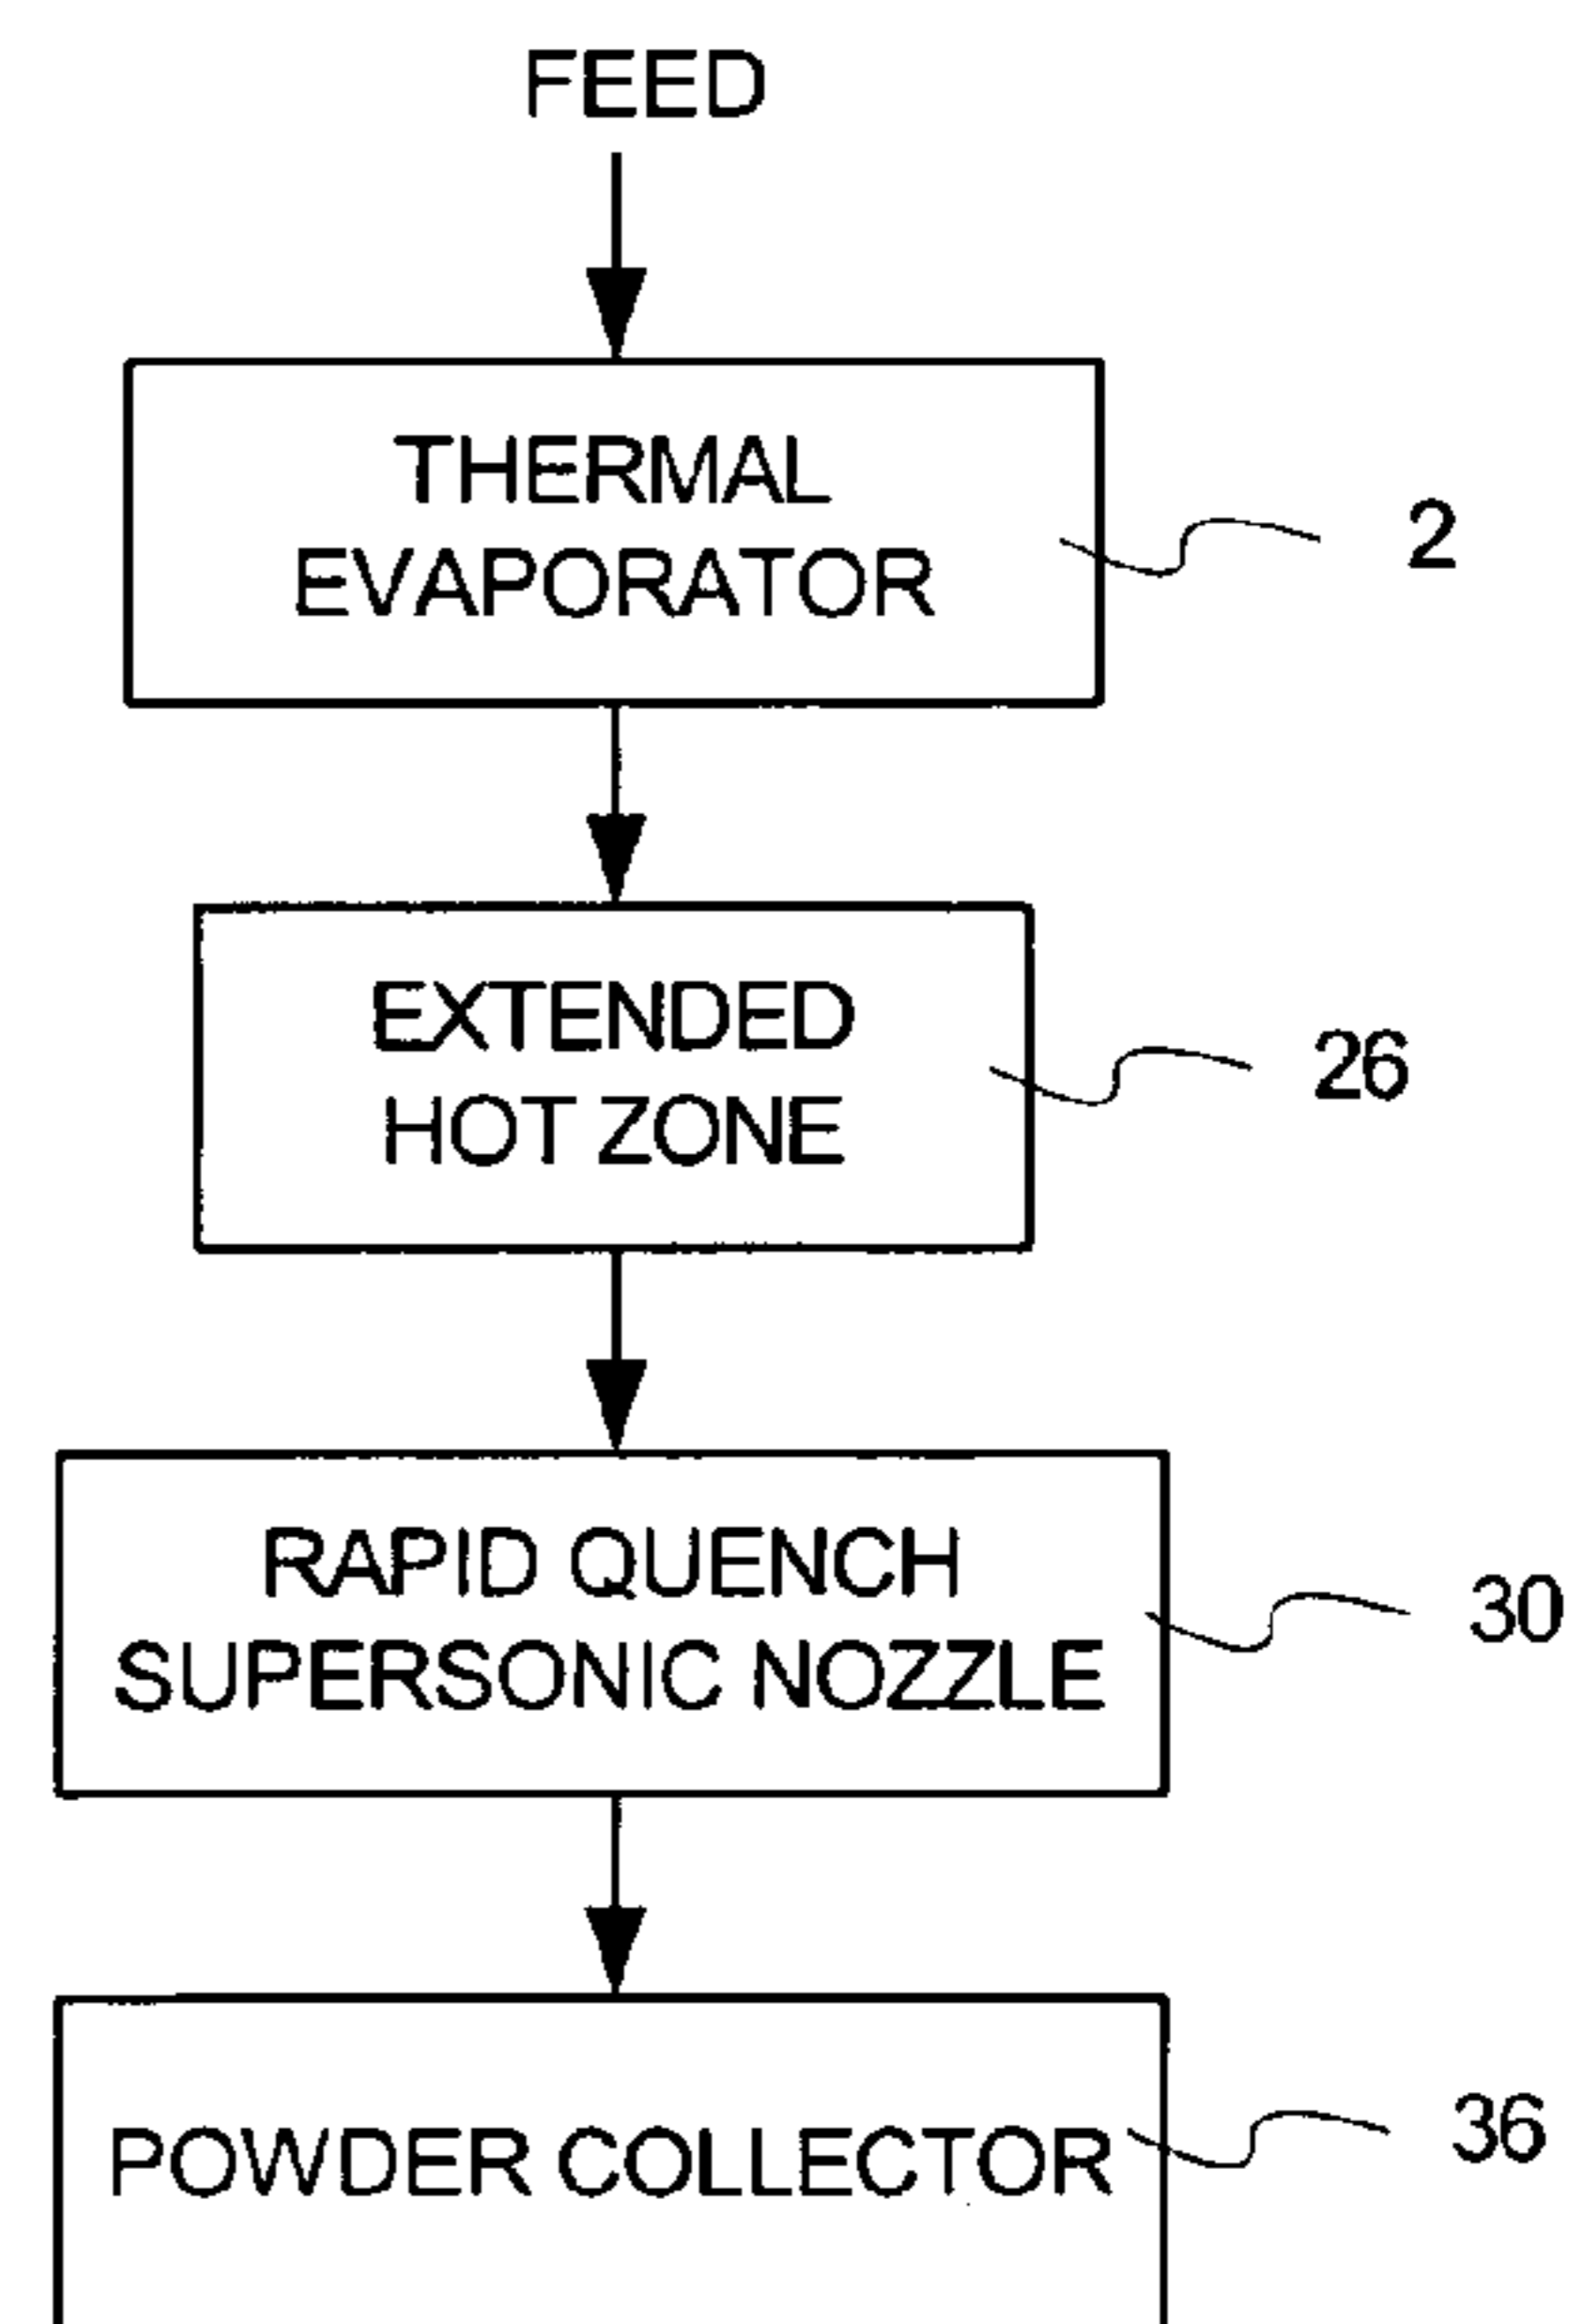 FEED
THERMAL
EVAPORATOR
2
EXTENDED
HOT ZONE
26
RAPID QUENCH
SUPERSONIC NOZZLE
30
POWDER COLLECTOR
36